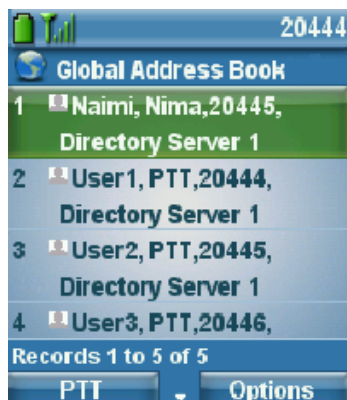 20444
Global Address Book
1 Naimi, Nima,20445,
Directory Server 1
2 User1, PTT,20444,
Directory Server 1
3 User2, PTT,20445,
Directory Server 1
4 User3, PTT,20446,
Records 1 to 5 of 5
PTT Options